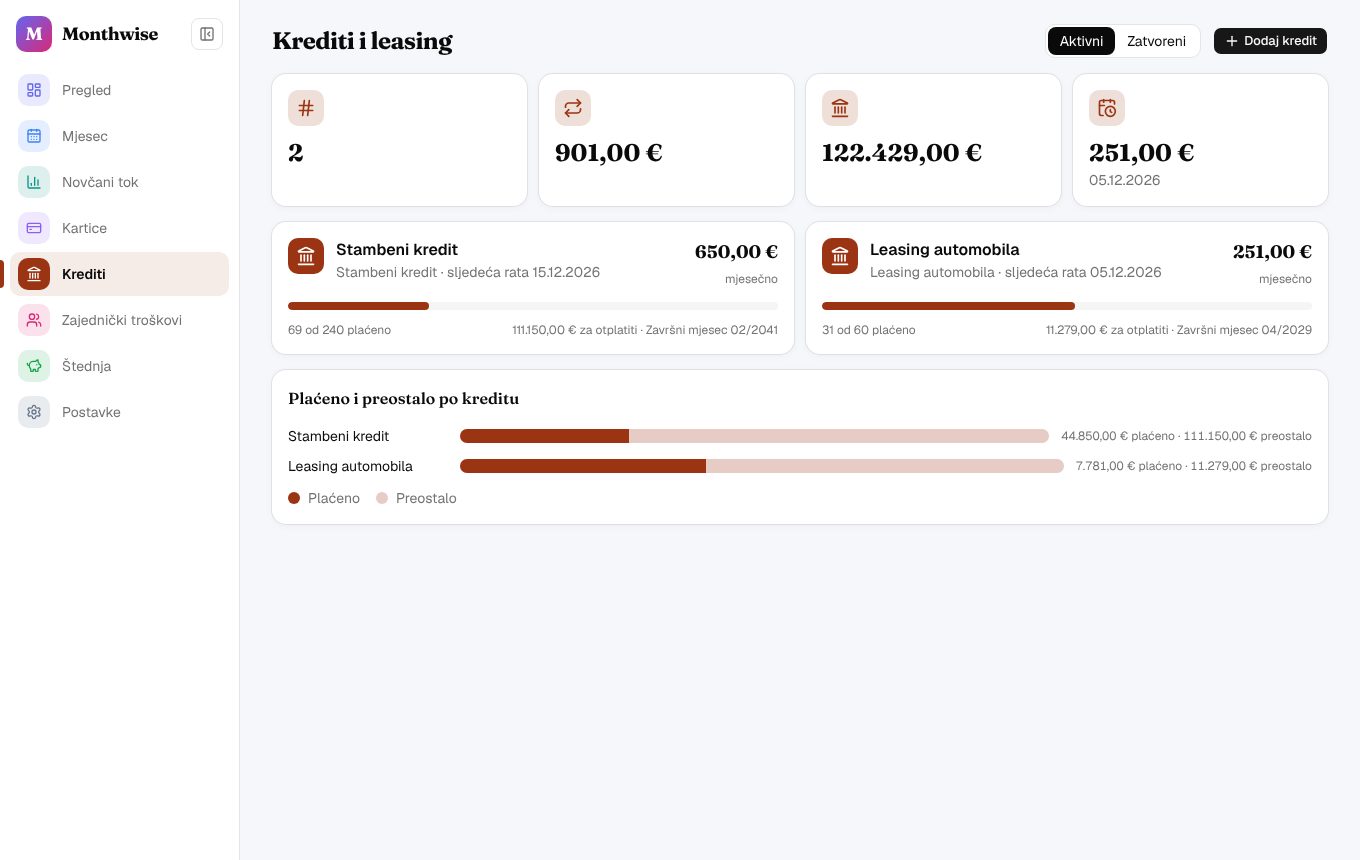 M Monthwise
Pregled
Mjesec
Novčani tok
Kartice
Krediti
Zajednički troškovi
Štednja
Postavke
Krediti i leasing
Aktivni Zatvoreni + Dodaj kredit
2
901,00 €
122.429,00 €
251,00 €
05.12.2026
Stambeni kredit 650,00 €
Stambeni kredit · sljedeća rata 15.12.2026 mjesečno
69 od 240 plaćeno 111.150,00 € za otplatiti · Završni mjesec 02/2041
Leasing automobila 251,00 €
Leasing automobila · sljedeća rata 05.12.2026 mjesečno
31 od 60 plaćeno 11.279,00 € za otplatiti · Završni mjesec 04/2029
Plaćeno i preostalo po kreditu
Stambeni kredit 44.850,00 € plaćeno · 111.150,00 € preostalo
Leasing automobila 7.781,00 € plaćeno · 11.279,00 € preostalo
Plaćeno Preostalo